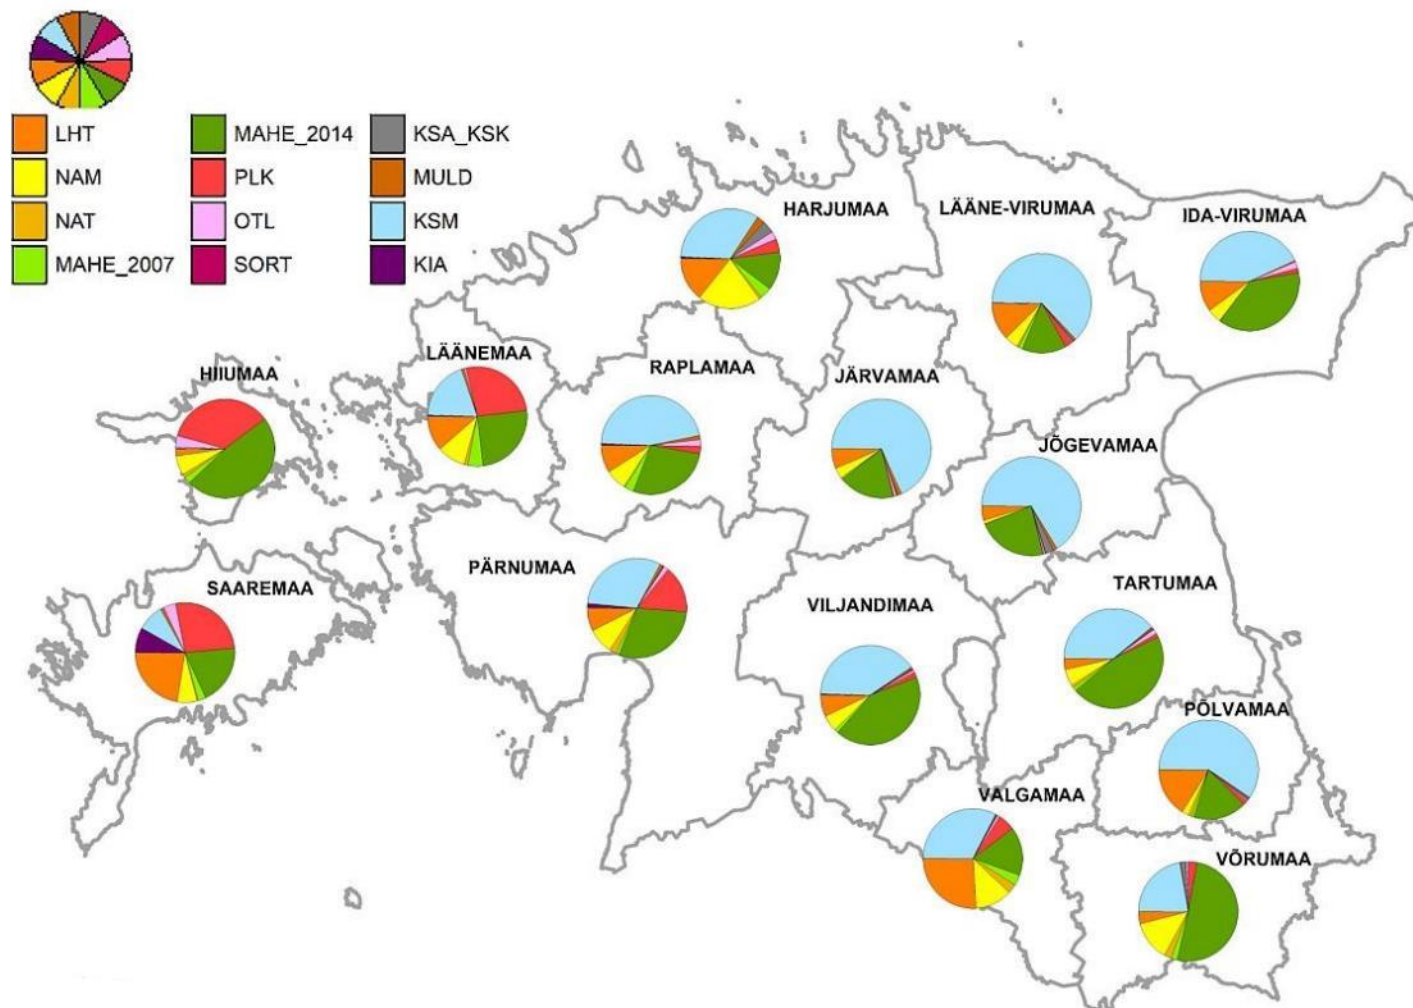 LHT MAHE_2014 KSA_KSK
NAM PLK MULD
NAT OTL KSM
MAHE_2007 SORT KIA
HARJUMAA
LÄÄNE-VIRUMAA
IDA-VIRUMAA
LÄÄNEMAA
HIIUMAA
RAPLAMAA
JÄRVAMAA
JÕGEVAMAA
SAAREMAA
PÄRNUMAA
VILJANDIMAA
TARTUMAA
PÕLVAMAA
VALGAMAA
VÕRUMAA